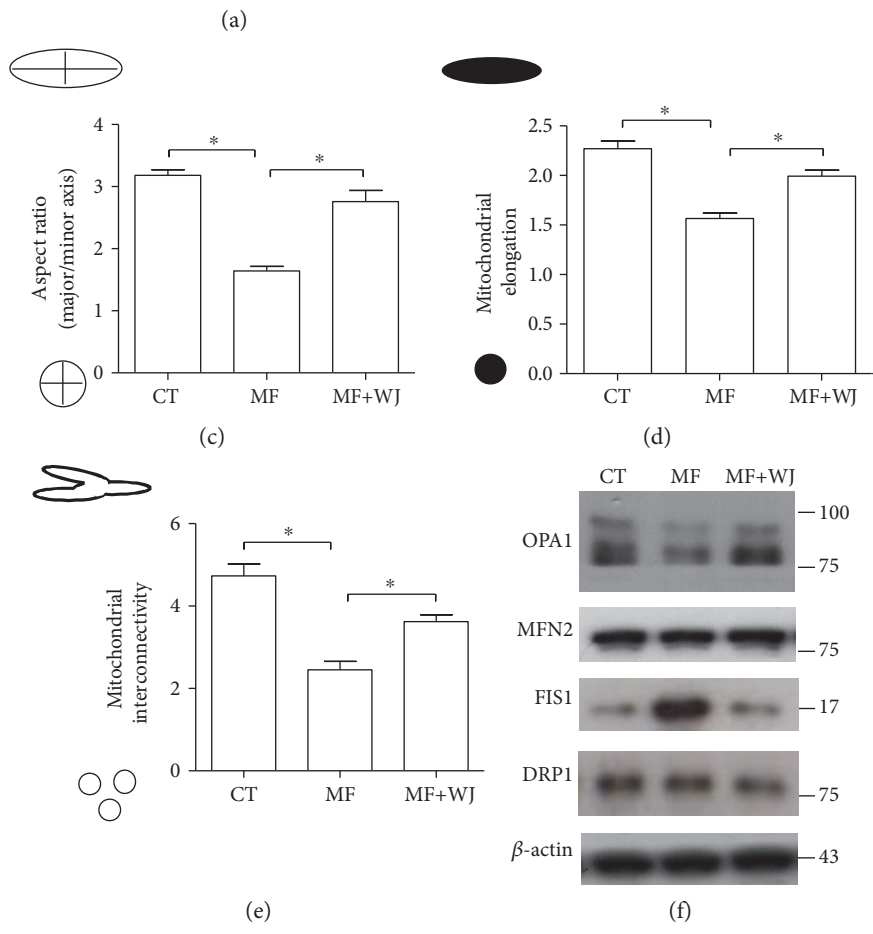 (a)
Aspect ratio
(major/minor axis)
4
3
2
1
0
*
*
CT
MF
MF+WJ
(c)
Mitochondrial
elongation
2.5
2.0
1.5
1.0
0.5
0.0
*
*
CT
MF
MF+WJ
(d)
Mitochondrial
interconnectivity
6
4
2
0
*
*
CT
MF
MF+WJ
(e)
CT MF MF+WJ
OPA1
100
75
MFN2
75
FIS1
17
DRP1
75
β-actin
43
(f)